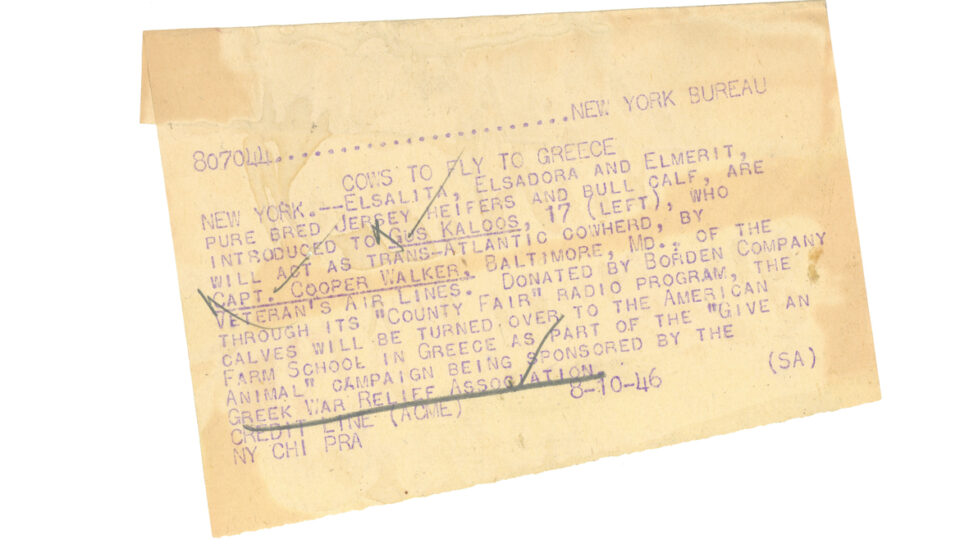 807044..............................NEW YORK BUREAU
COWS TO FLY TO GREECE
NEW YORK.--ELSALITA, ELSADORA AND ELMERIT,
PURE BRED JERSEY HEIFERS AND BULL CALF, ARE
INTRODUCED TO GUS KALOOS, 17 (LEFT), WHO
WILL ACT AS TRANS-ATLANTIC COWHERD, BY
CAPT. COOPER WALKER, BALTIMORE, MD., OF THE
VETERAN'S AIR LINES. DONATED BY BORDEN COMPANY
THROUGH ITS "COUNTY FAIR" RADIO PROGRAM, THE
CALVES WILL BE TURNED OVER TO THE AMERICAN
FARM SCHOOL IN GREECE AS PART OF THE "GIVE AN
ANIMAL" CAMPAIGN BEING SPONSORED BY THE
GREEK WAR RELIEF ASSOCIATION.
CREDIT LINE (ACME) 8-10-46 (SA)
NY CHI PRA